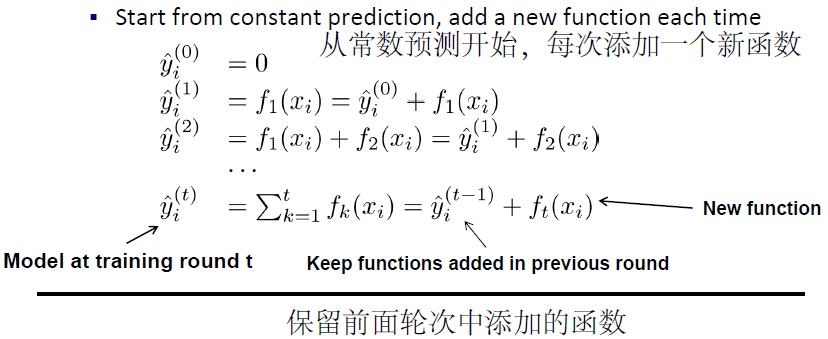 ▪ Start from constant prediction, add a new function each time
从常数预测开始，每次添加一个新函数
ŷ_i^{(0)} = 0
ŷ_i^{(1)} = f_1(x_i) = ŷ_i^{(0)} + f_1(x_i)
ŷ_i^{(2)} = f_1(x_i) + f_2(x_i) = ŷ_i^{(1)} + f_2(x_i)
...
ŷ_i^{(t)} = ∑_{k=1}^{t} f_k(x_i) = ŷ_i^{(t−1)} + f_t(x_i)
New function
Model at training round t
Keep functions added in previous round
保留前面轮次中添加的函数